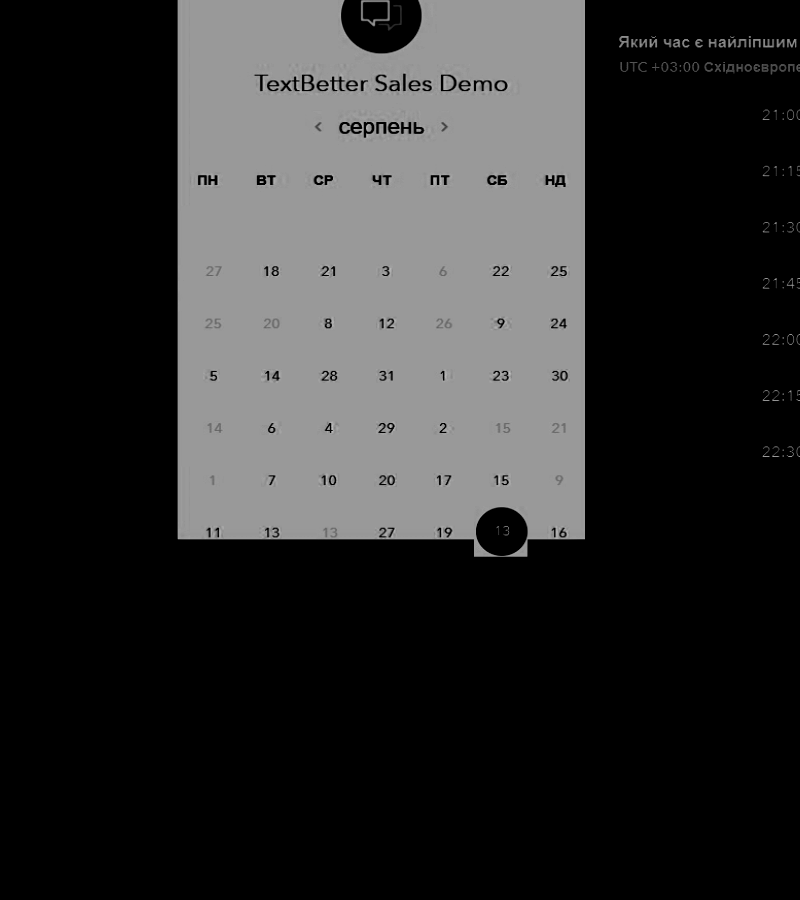 TextBetter Sales Demo
< серпень >
ПН ВТ СР ЧТ ПТ СБ НД
27 18 21 3 6 22 25
25 20 8 12 26 9 24
5 14 28 31 1 23 30
14 6 4 29 2 15 21
1 7 10 20 17 15 9
11 13 13 27 19 13 16
Який час є найліпшим
UTC +03:00 Східноєвропе
21:00
21:15
21:30
21:45
22:00
22:15
22:30